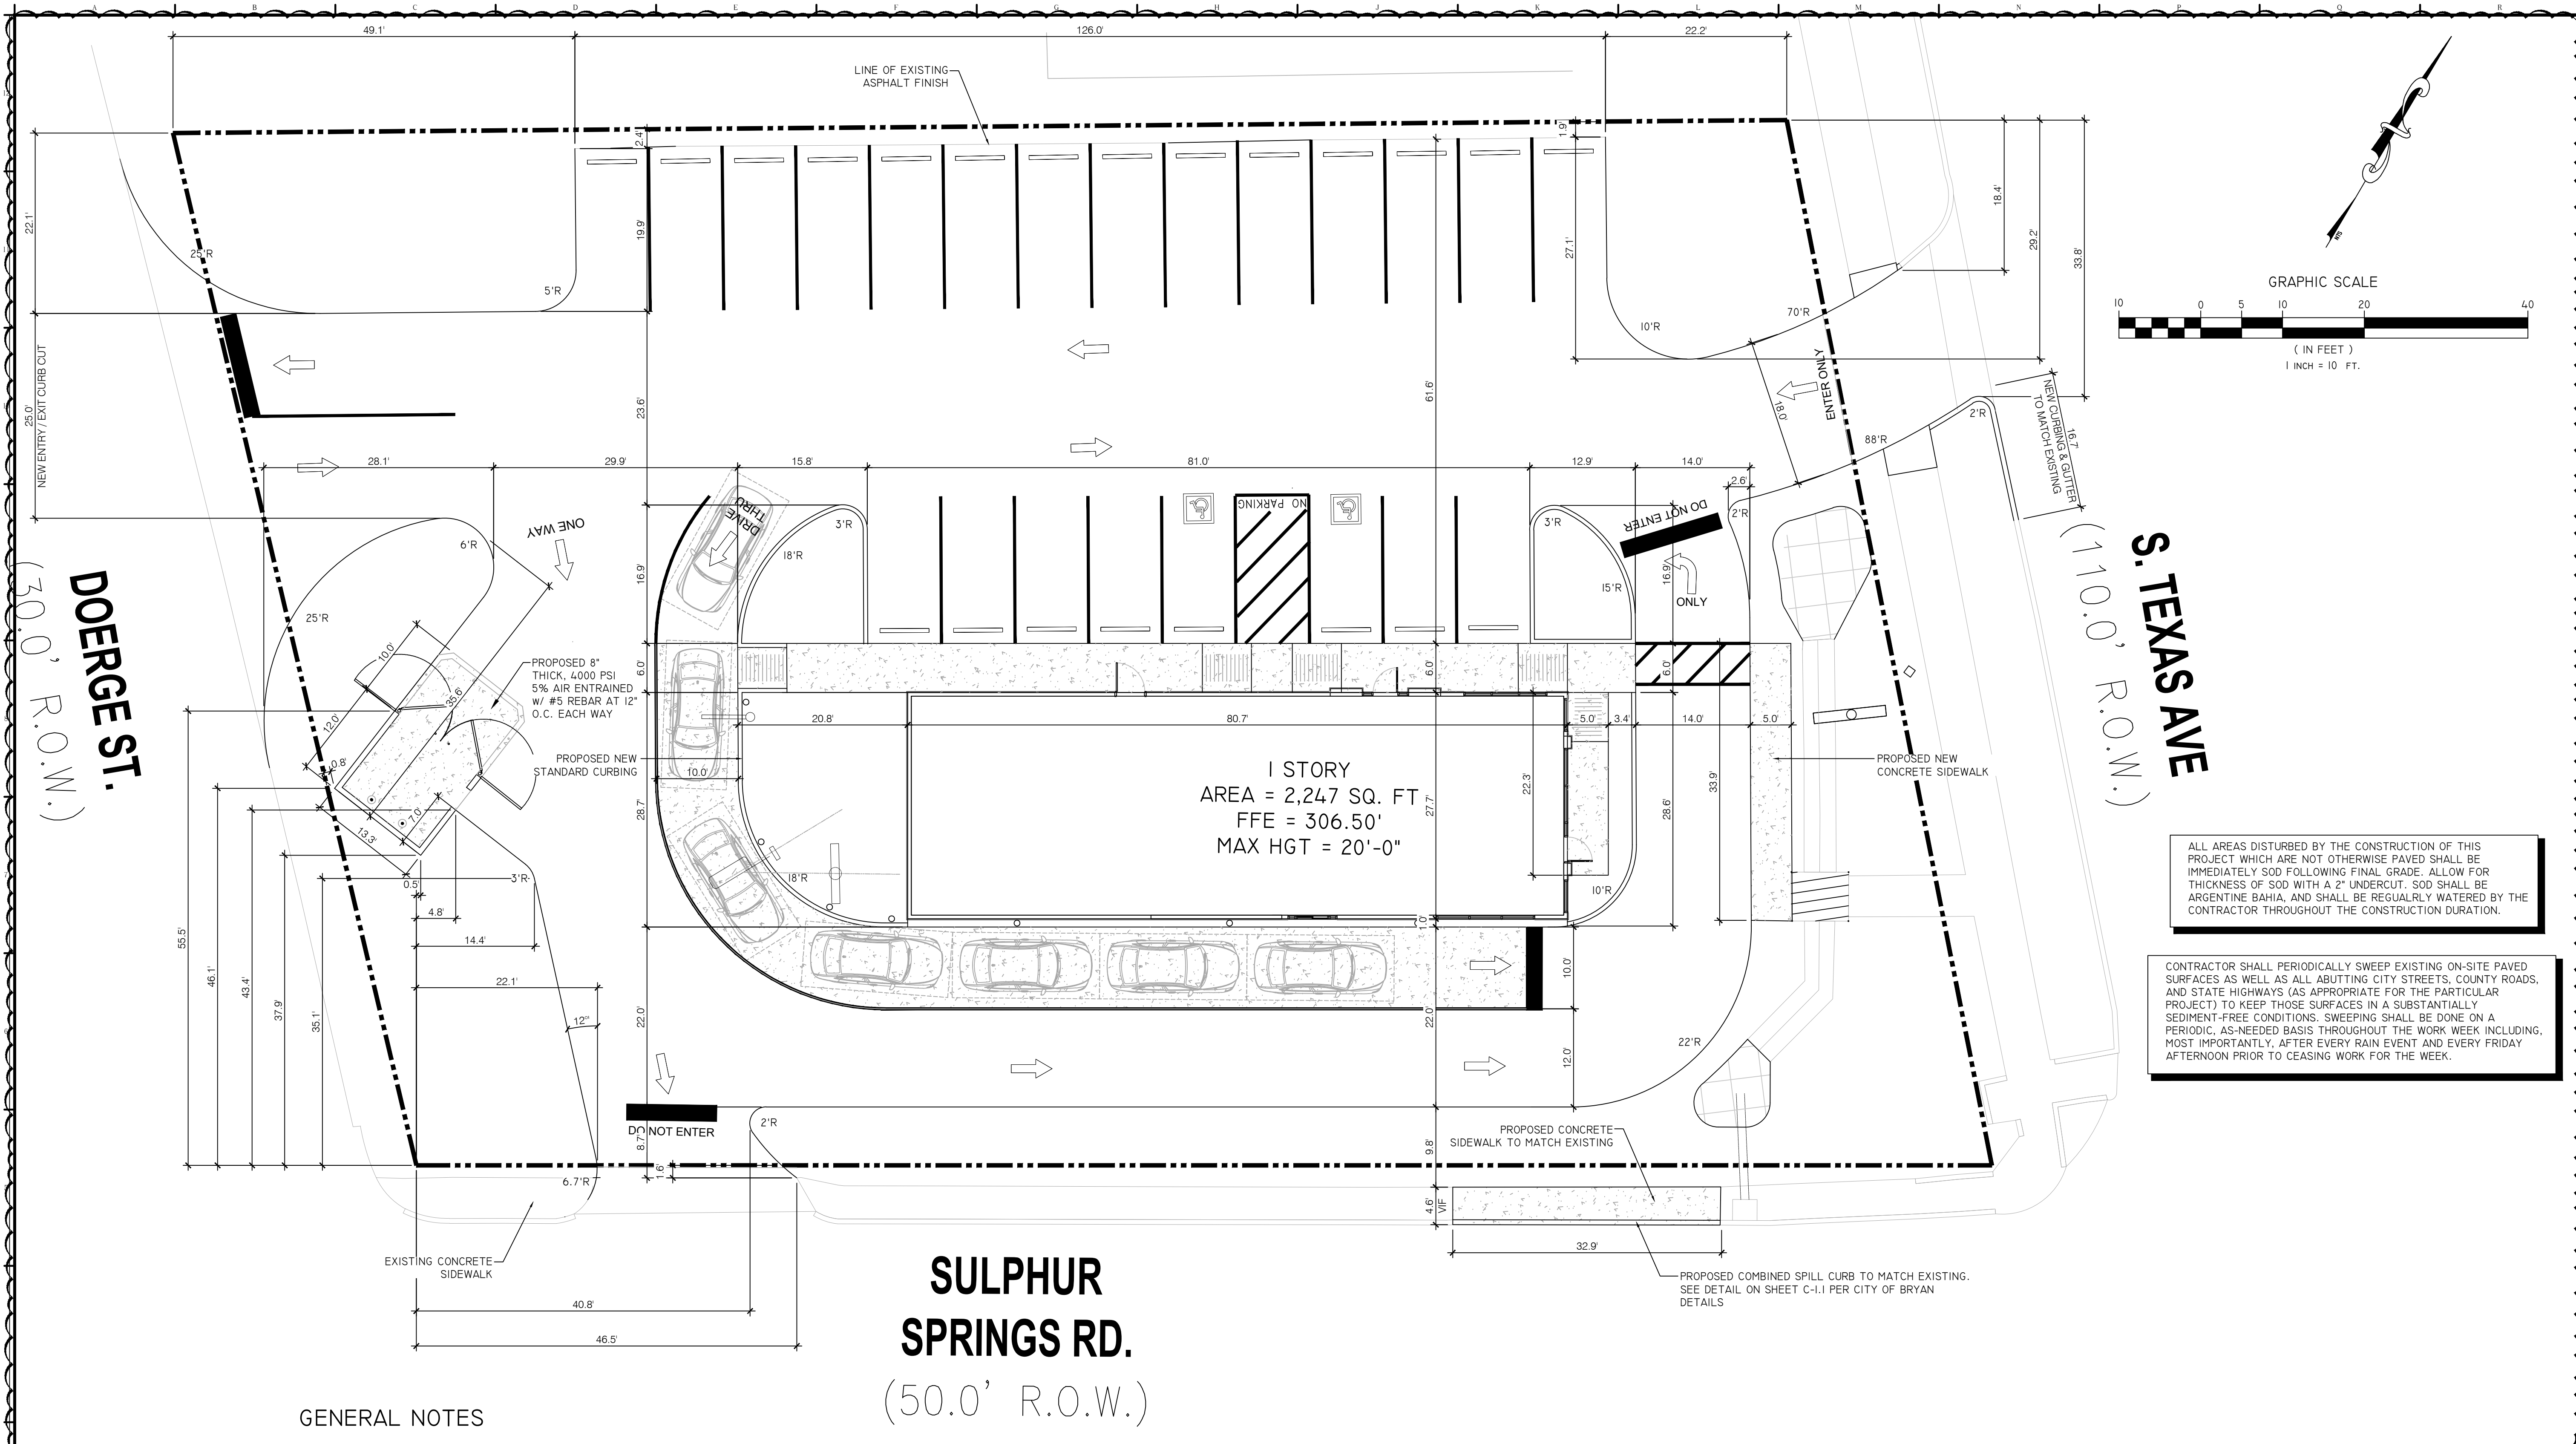 A B C D E F G H J K L M N P Q R
49.1'
126.0'
22.2'
LINE OF EXISTING
ASPHALT FINISH
2.4'
1.9'
22.1'
25'R
5'R
19.9'
27.1'
10'R
70'R
18.4'
29.2'
33.8'
N/S
GRAPHIC SCALE
10 0 5 10 20 40
( IN FEET )
1 INCH = 10 FT.
25.0'
NEW ENTRY / EXIT CURB CUT
23.6'
61.6'
18.0'
ENTER ONLY
2'R
88'R
16.7'
NEW CURBING & GUTTER
TO MATCH EXISTING
28.1'
29.9'
15.8'
81.0'
12.9'
14.0'
2.6'
2'R
ONE WAY
DRIVE
THRU
6'R
3'R
18'R
16.9'
NO PARKING
3'R
15'R
16.9'
DO NOT ENTER
ONLY
25'R
DOERGE ST.
(30.0' R.O.W.)
S. TEXAS AVE
(110.0' R.O.W.)
10.0'
35.6'
12.0'
0.8'
7.0'
13.3'
PROPOSED 8"
THICK, 4000 PSI
5% AIR ENTRAINED
W/ #5 REBAR AT 12"
O.C. EACH WAY
6.0'
6.0'
6.0'
20.8'
80.7'
5.0'
3.4'
14.0'
5.0'
PROPOSED NEW
STANDARD CURBING
10.0'
1 STORY
AREA = 2,247 SQ. FT
FFE = 306.50'
MAX HGT = 20'-0"
28.7'
27.7'
22.3'
28.6'
33.9'
PROPOSED NEW
CONCRETE SIDEWALK
18'R
10'R
1.0'
0.5'
3'R
4.8'
14.4'
22.1'
12°
55.5'
46.1'
43.4'
37.9'
35.1'
22.0'
22.0'
10.0'
12.0'
22'R
ALL AREAS DISTURBED BY THE CONSTRUCTION OF THIS
PROJECT WHICH ARE NOT OTHERWISE PAVED SHALL BE
IMMEDIATELY SOD FOLLOWING FINAL GRADE. ALLOW FOR
THICKNESS OF SOD WITH A 2" UNDERCUT. SOD SHALL BE
ARGENTINE BAHIA, AND SHALL BE REGUALRLY WATERED BY THE
CONTRACTOR THROUGHOUT THE CONSTRUCTION DURATION.
CONTRACTOR SHALL PERIODICALLY SWEEP EXISTING ON-SITE PAVED
SURFACES AS WELL AS ALL ABUTTING CITY STREETS, COUNTY ROADS,
AND STATE HIGHWAYS (AS APPROPRIATE FOR THE PARTICULAR
PROJECT) TO KEEP THOSE SURFACES IN A SUBSTANTIALLY
SEDIMENT-FREE CONDITIONS. SWEEPING SHALL BE DONE ON A
PERIODIC, AS-NEEDED BASIS THROUGHOUT THE WORK WEEK INCLUDING,
MOST IMPORTANTLY, AFTER EVERY RAIN EVENT AND EVERY FRIDAY
AFTERNOON PRIOR TO CEASING WORK FOR THE WEEK.
DO NOT ENTER
2'R
8.7'
1.6'
6.7'R
9.8'
4.6'
VIF
PROPOSED CONCRETE
SIDEWALK TO MATCH EXISTING
32.9'
EXISTING CONCRETE
SIDEWALK
PROPOSED COMBINED SPILL CURB TO MATCH EXISTING.
SEE DETAIL ON SHEET C-1.1 PER CITY OF BRYAN
DETAILS
40.8'
46.5'
SULPHUR
SPRINGS RD.
(50.0' R.O.W.)
GENERAL NOTES